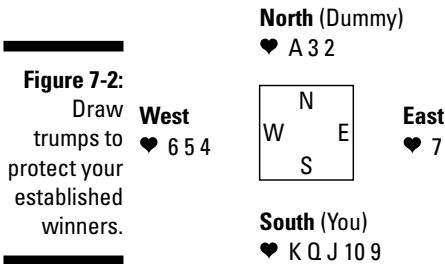 North (Dummy)
♥ A 3 2
Figure 7-2:
Draw
trumps to
protect your
established
winners.
West
♥ 6 5 4
N
W E
S
East
♥ 7
South (You)
♥ K Q J 10 9